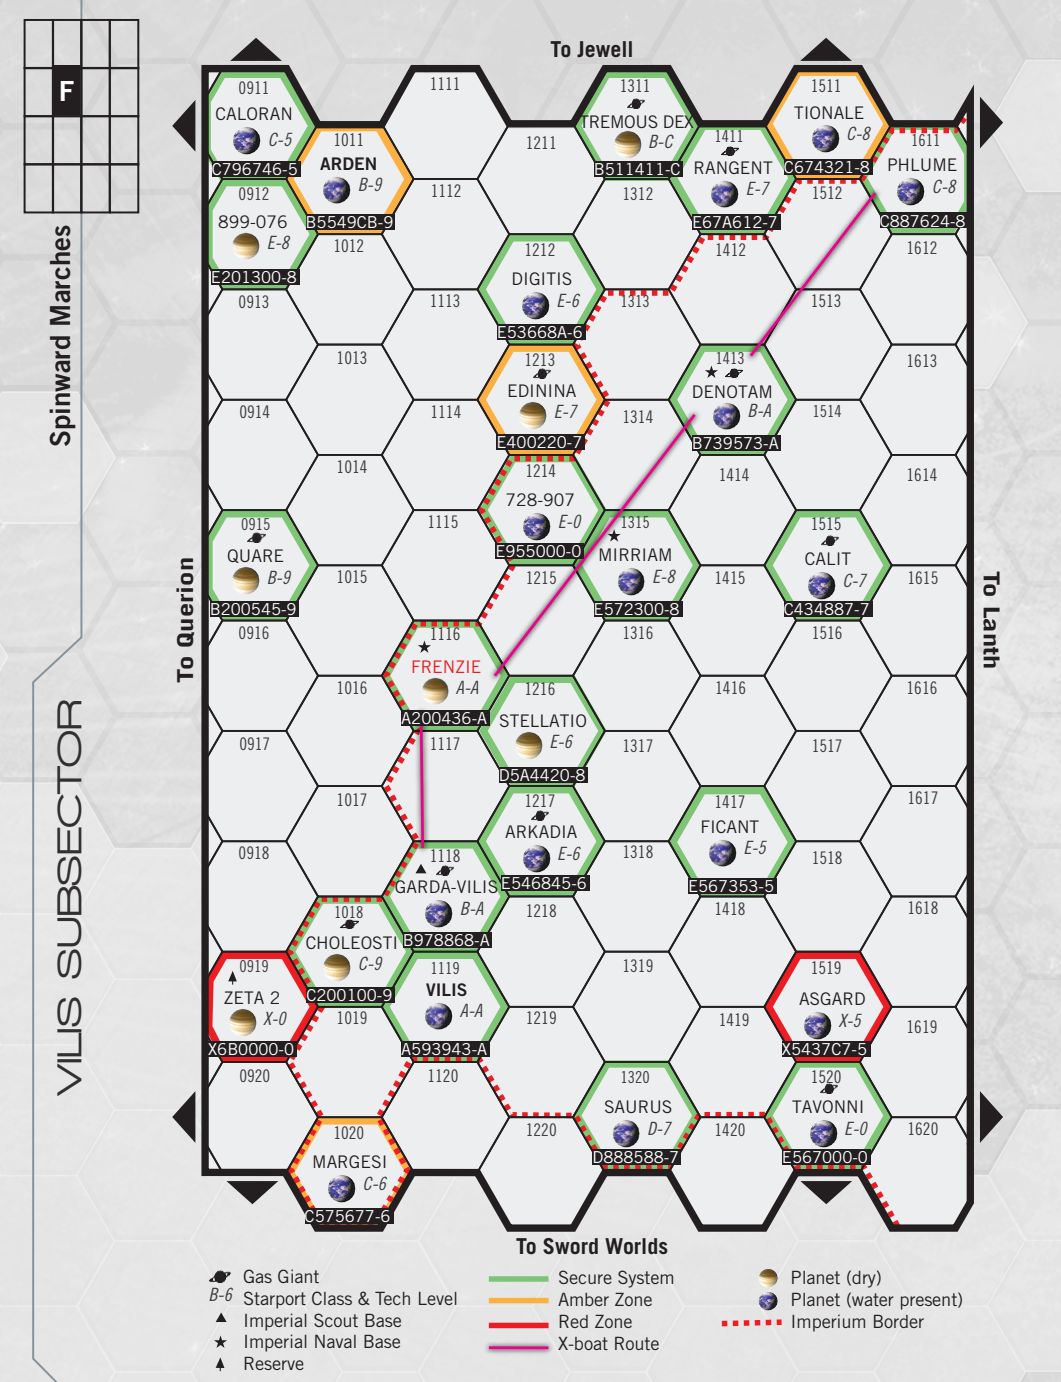 F
Spinward Marches
VILIS SUBSECTOR
To Jewell
To Querion
To Lanth
To Sword Worlds
0911
CALORAN
C-5
C796746-5
0912
899-076
E-8
E201300-8
0913
0914
0915
QUARE
B-9
B200545-9
0916
0917
0918
0919
ZETA 2
X-0
X6B0000-0
0920
1011
ARDEN
B-9
B5549CB-9
1012
1013
1014
1015
1016
1017
1018
CHOLEOSTI
C-9
C200100-9
1019
1020
MARGESI
C-6
C575677-6
1111
1112
1113
1114
1115
1116
FRENZIE
A-A
A200436-A
1117
1118
GARDA-VILIS
B-A
B978868-A
1119
VILIS
A-A
A593943-A
1120
1211
1212
DIGITIS
E-6
E53668A-6
1213
EDININA
E-7
E400220-7
1214
728-907
E-0
E955000-0
1215
1216
STELLATIO
E-6
D5A4420-8
1217
ARKADIA
E-6
E546845-6
1218
1219
1220
1311
TREMOUS DEX
B-C
B511411-C
1312
1313
1314
1315
MIRRIAM
E-8
E572300-8
1316
1317
1318
1319
1320
SAURUS
D-7
D888588-7
1411
RANGENT
E-7
E67A612-7
1412
1413
DENOTAM
B-A
B739573-A
1414
1415
1416
1417
FICANT
E-5
E567353-5
1418
1419
1420
1511
TIONALE
C-8
C674321-8
1512
1513
1514
1515
CALIT
C-7
C434887-7
1516
1517
1518
1519
ASGARD
X-5
X5437C7-5
1520
TAVONNI
E-0
E567000-0
1611
PHLUME
C-8
C887624-8
1612
1613
1614
1615
1616
1617
1618
1619
1620
Gas Giant
B-6 Starport Class & Tech Level
Imperial Scout Base
Imperial Naval Base
Reserve
Secure System
Amber Zone
Red Zone
X-boat Route
Planet (dry)
Planet (water present)
Imperium Border